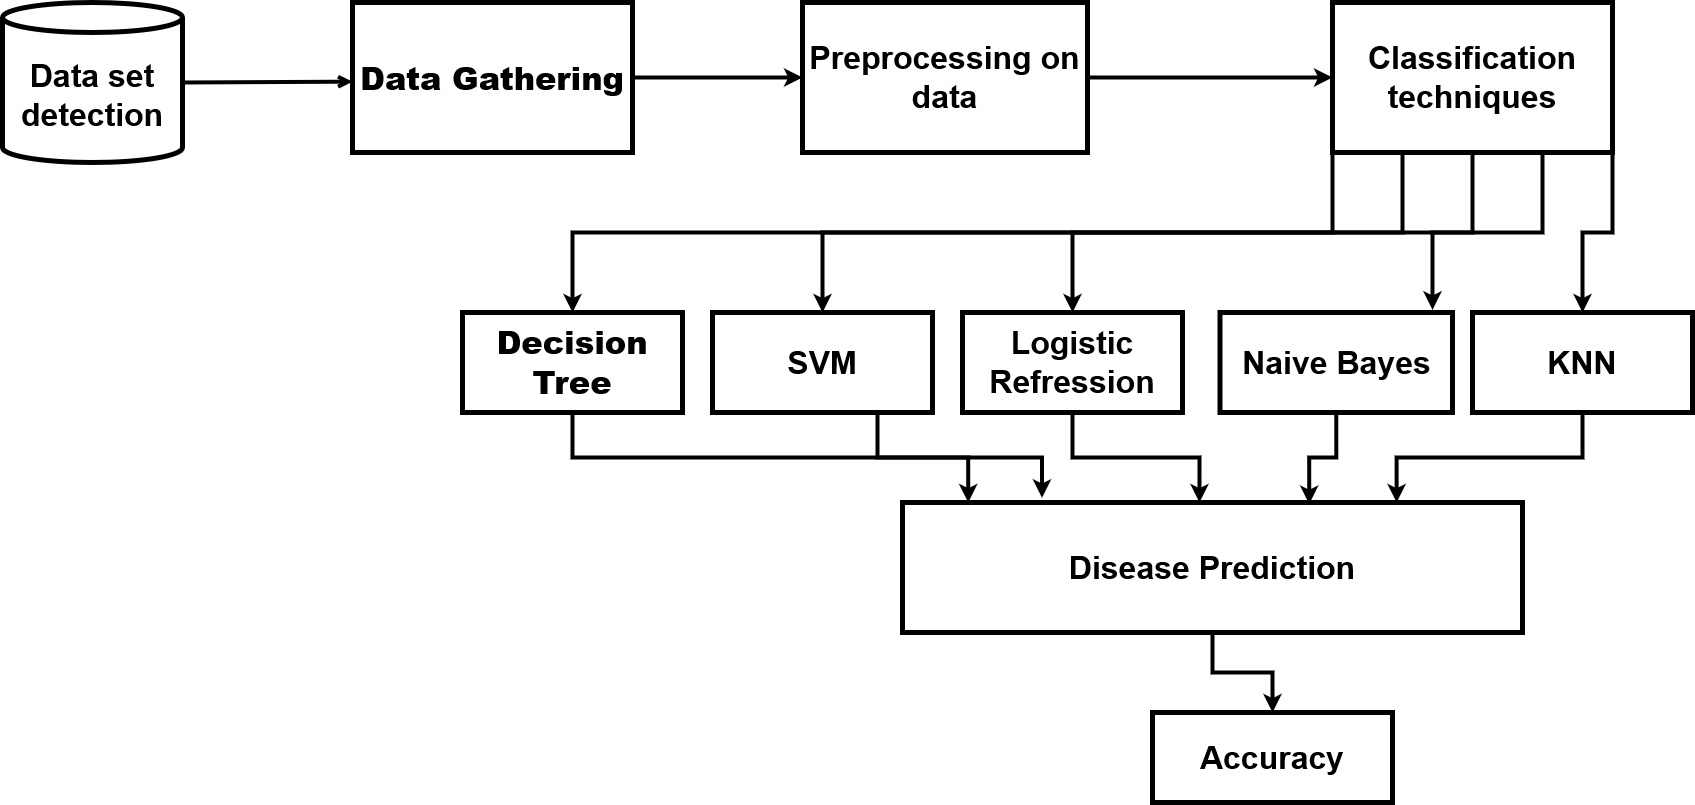 Data set
detection
Data Gathering
Preprocessing on
data
Classification
techniques
Decision
Tree
SVM
Logistic
Refression
Naive Bayes
KNN
Disease Prediction
Accuracy